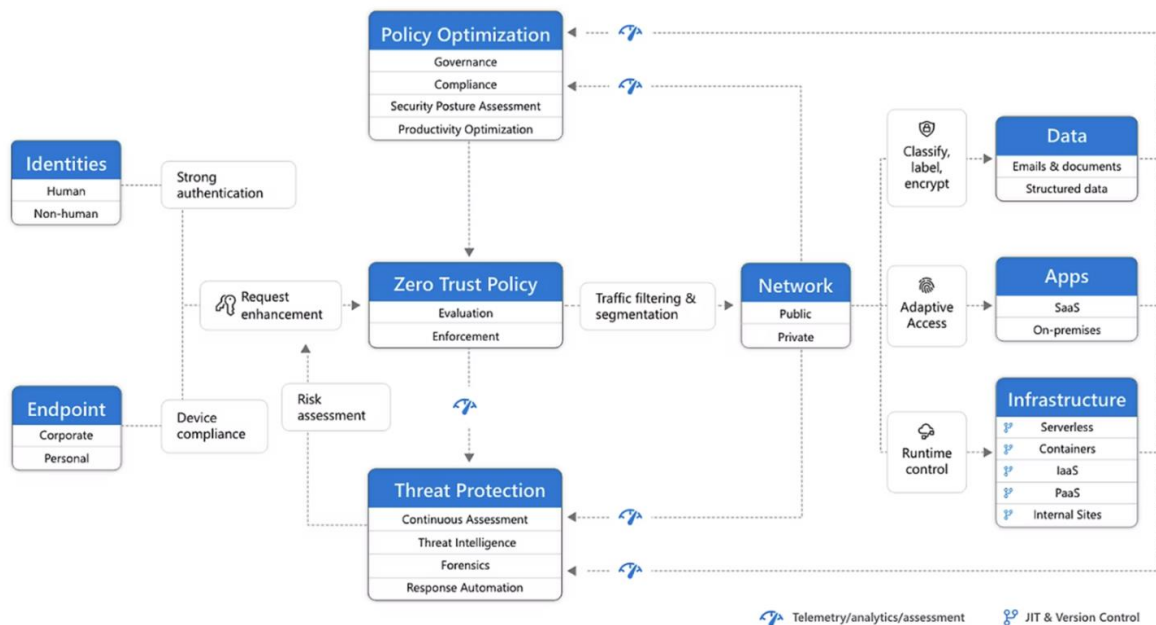 Policy Optimization
Governance
Compliance
Security Posture Assessment
Productivity Optimization
Identities
Human
Non-human
Strong
authentication
Classify,
label,
encrypt
Data
Emails & documents
Structured data
Request
enhancement
Zero Trust Policy
Evaluation
Enforcement
Traffic filtering &
segmentation
Network
Public
Private
Adaptive
Access
Apps
SaaS
On-premises
Endpoint
Corporate
Personal
Device
compliance
Risk
assessment
Runtime
control
Infrastructure
Serverless
Containers
IaaS
PaaS
Internal Sites
Threat Protection
Continuous Assessment
Threat Intelligence
Forensics
Response Automation
Telemetry/analytics/assessment
JIT & Version Control